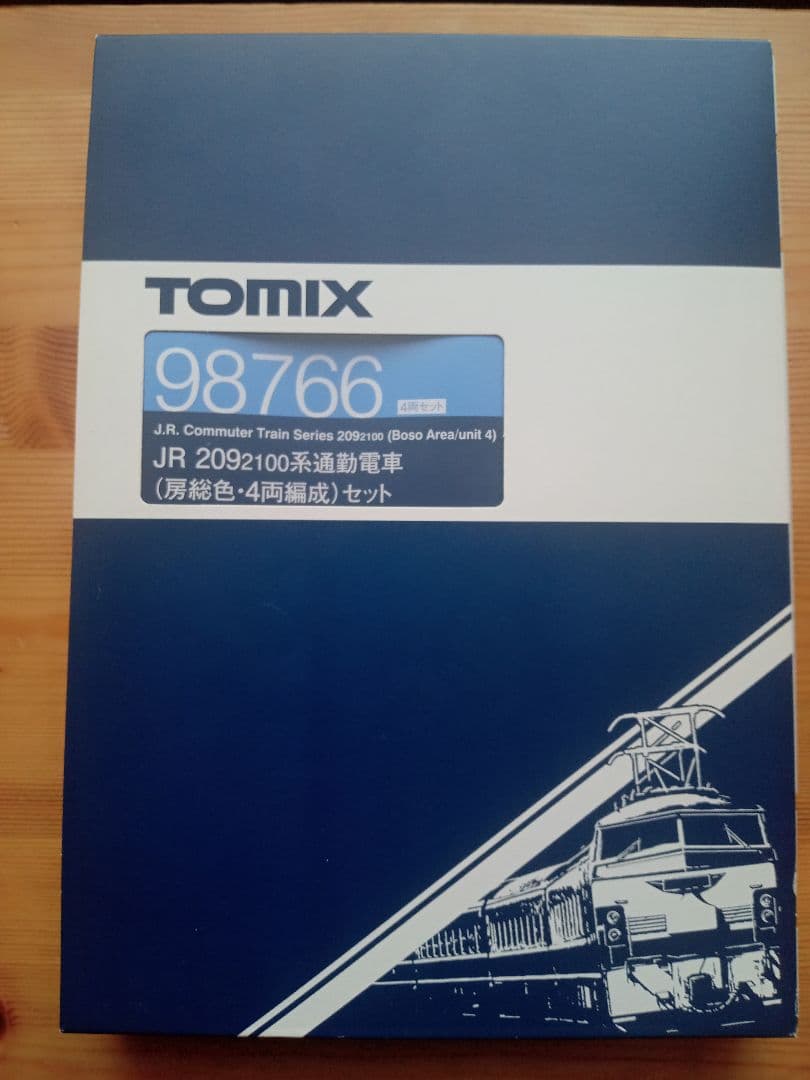 TOMIX
98766 4両セット
J.R. Commuter Train Series 2092100 (Boso Area/unit 4)
JR 2092100系通勤電車
(房総色・4両編成)セット